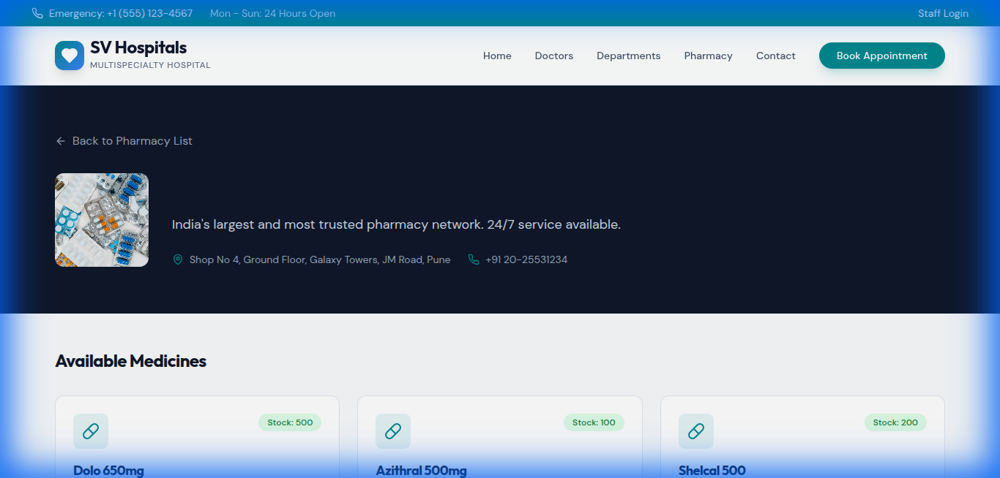 Emergency: +1 (555) 123-4567 Mon - Sun: 24 Hours Open Staff Login
SV Hospitals
MULTISPECIALTY HOSPITAL
Home Doctors Departments Pharmacy Contact Book Appointment
Back to Pharmacy List
India's largest and most trusted pharmacy network. 24/7 service available.
Shop No 4, Ground Floor, Galaxy Towers, JM Road, Pune +91 20-25531234
Available Medicines
Stock: 500 Stock: 100 Stock: 200
Dolo 650mg Azithral 500mg Shelcal 500